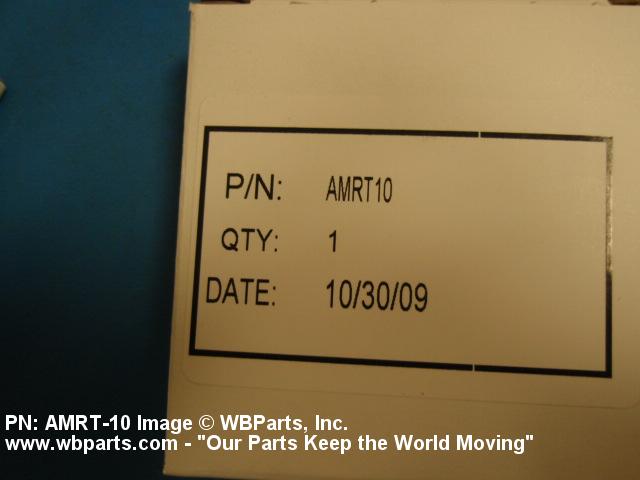 P/N: AMRT10
QTY: 1
DATE: 10/30/09
PN: AMRT-10 Image © WBParts, Inc.
www.wbparts.com - "Our Parts Keep the World Moving"